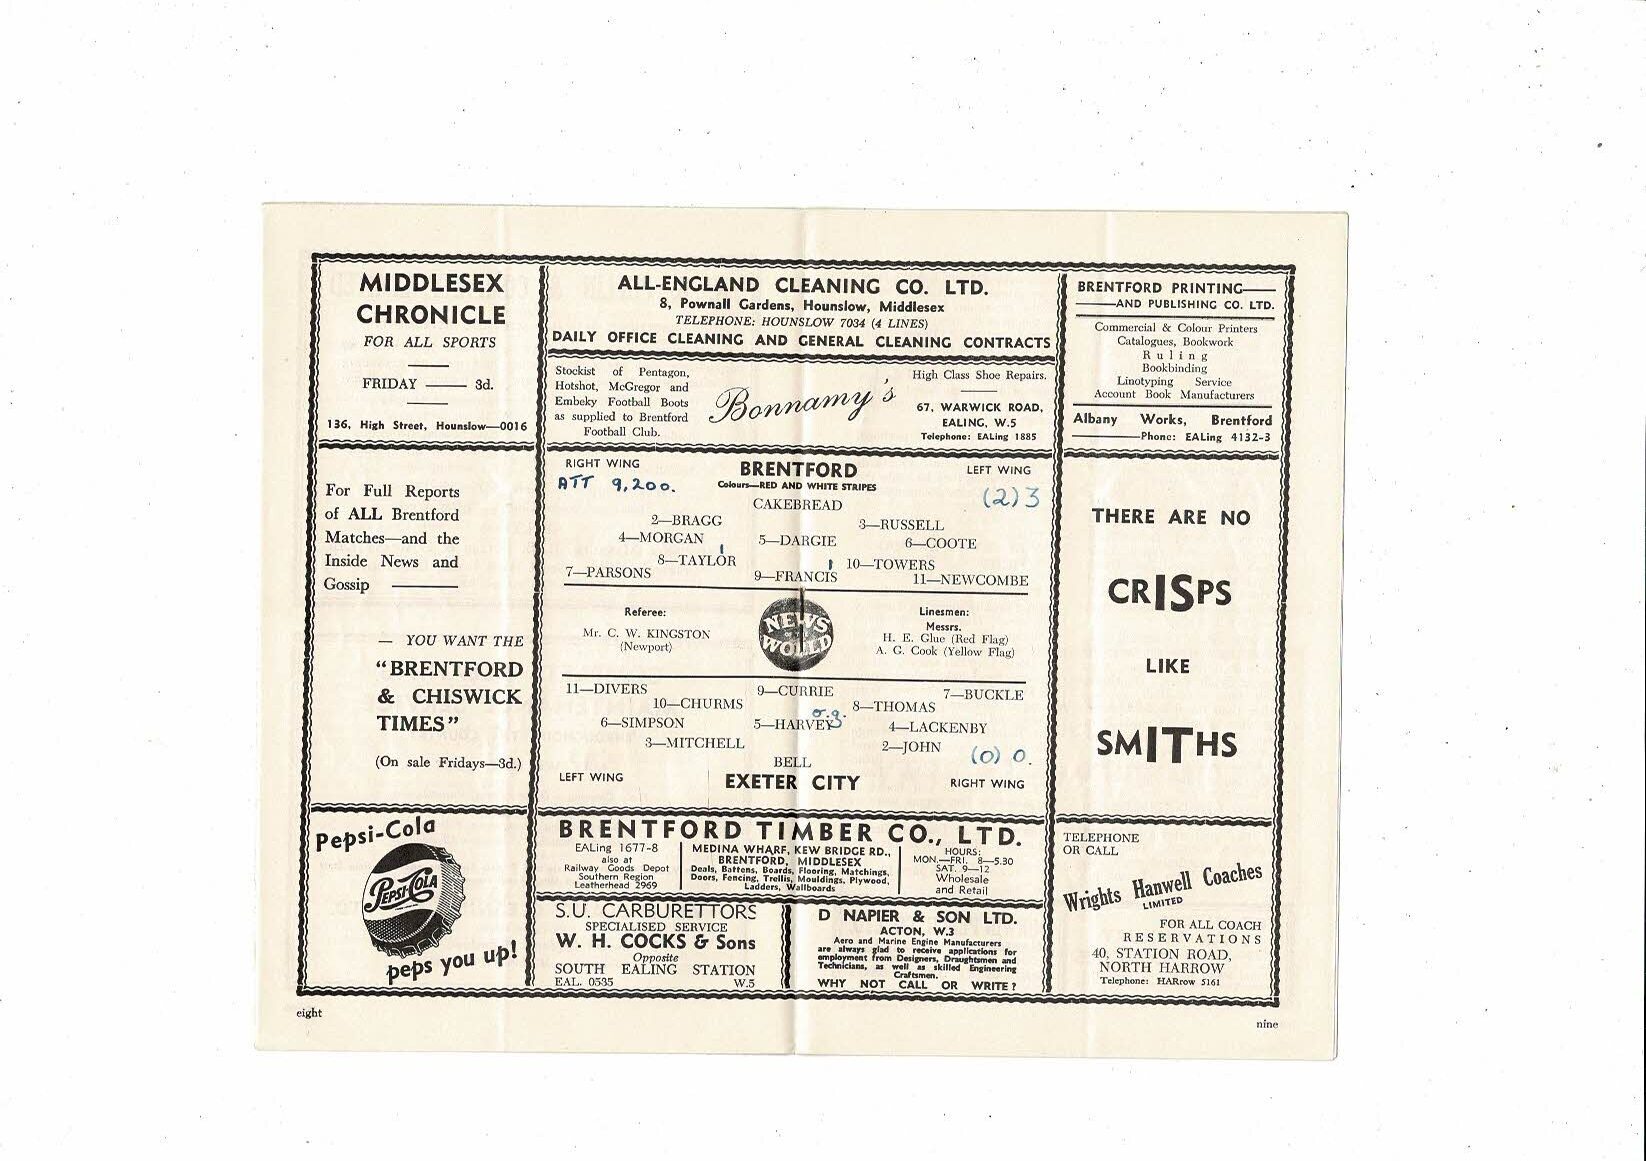 MIDDLESEX
CHRONICLE
FOR ALL SPORTS
FRIDAY —— 3d.
136, High Street, Hounslow—0016
For Full Reports
of ALL Brentford
Matches—and the
Inside News and
Gossip ———
— YOU WANT THE
"BRENTFORD
& CHISWICK
TIMES"
(On sale Fridays—3d.)
Pepsi-Cola
PEPSI-COLA
peps you up!
ALL-ENGLAND CLEANING CO. LTD.
8, Pownall Gardens, Hounslow, Middlesex
TELEPHONE: HOUNSLOW 7034 (4 LINES)
DAILY OFFICE CLEANING AND GENERAL CLEANING CONTRACTS
Stockist of Pentagon,
Hotshot, McGregor and
Embeky Football Boots
as supplied to Brentford
Football Club.
Bonnamy's
High Class Shoe Repairs.
67, WARWICK ROAD,
EALING, W.5
Telephone: EALing 1885
RIGHT WING BRENTFORD LEFT WING
ATT 9,200. Colours—RED AND WHITE STRIPES (2) 3
CAKEBREAD
2—BRAGG 3—RUSSELL
4—MORGAN 5—DARGIE 6—COOTE
8—TAYLOR 1 1 10—TOWERS
7—PARSONS 9—FRANCIS 11—NEWCOMBE
Referee:
Mr. C. W. KINGSTON
(Newport)
NEWS
OF THE
WORLD
Linesmen:
Messrs.
H. E. Glue (Red Flag)
A. G. Cook (Yellow Flag)
11—DIVERS 9—CURRIE 7—BUCKLE
10—CHURMS 8—THOMAS
o.g.
6—SIMPSON 5—HARVEY 4—LACKENBY
3—MITCHELL 2—JOHN (0) 0.
BELL
LEFT WING EXETER CITY RIGHT WING
BRENTFORD TIMBER CO., LTD.
EALing 1677-8
also at
Railway Goods Depot
Southern Region
Leatherhead 2969
MEDINA WHARF, KEW BRIDGE RD.,
BRENTFORD, MIDDLESEX
Deals, Battens, Boards, Flooring, Matchings,
Doors, Fencing, Trellis, Mouldings, Plywood,
Ladders, Wallboards
HOURS:
MON.—FRI. 8—5.30
SAT. 9—12
Wholesale
and Retail
S.U. CARBURETTORS
SPECIALISED SERVICE
W. H. COCKS & Sons
Opposite
SOUTH EALING STATION
EAL. 0535 W.5
D NAPIER & SON LTD.
ACTON, W.3
Aero and Marine Engine Manufacturers
are always glad to receive applications for
employment from Designers, Draughtsmen and
Technicians, as well as skilled Engineering
Craftsmen.
WHY NOT CALL OR WRITE?
BRENTFORD PRINTING—
—AND PUBLISHING CO. LTD.
Commercial & Colour Printers
Catalogues, Bookwork
Ruling
Bookbinding
Linotyping Service
Account Book Manufacturers
Albany Works, Brentford
———Phone: EALing 4132-3
THERE ARE NO
CRISPS
LIKE
SMITHS
TELEPHONE
OR CALL
Wrights Hanwell Coaches
LIMITED
FOR ALL COACH
RESERVATIONS
40, STATION ROAD,
NORTH HARROW
Telephone: HARrow 5161
eight
nine